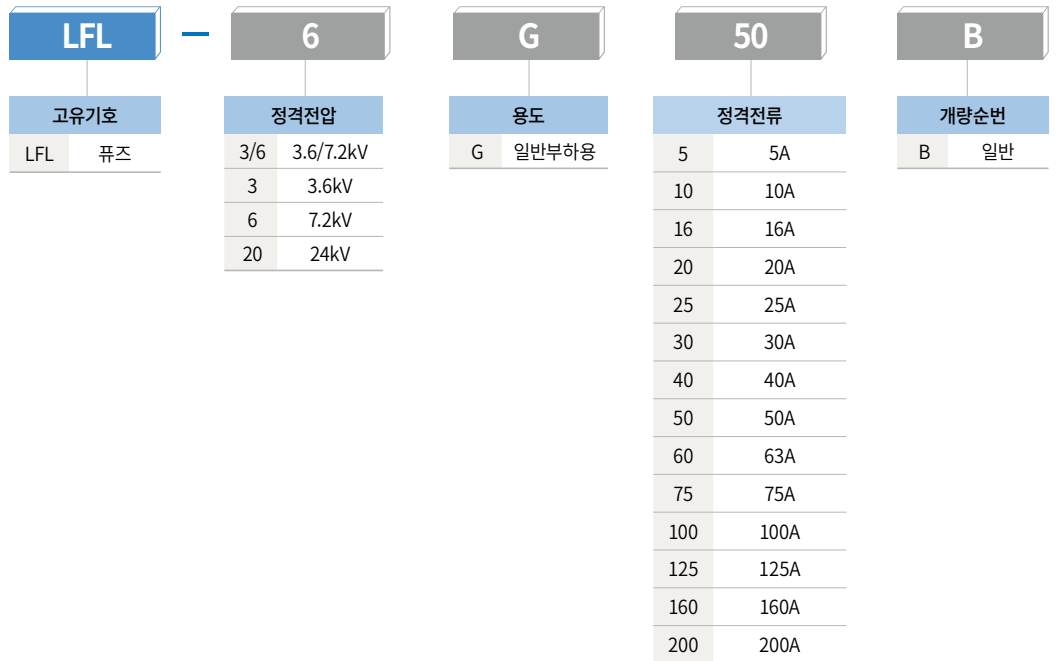 LFL – 6 G 50 B
고유기호 정격전압 용도 정격전류 개량순번
LFL 퓨즈 3/6 3.6/7.2kV G 일반부하용 5 5A B 일반
3 3.6kV 10 10A
6 7.2kV 16 16A
20 24kV 20 20A
25 25A
30 30A
40 40A
50 50A
60 63A
75 75A
100 100A
125 125A
160 160A
200 200A